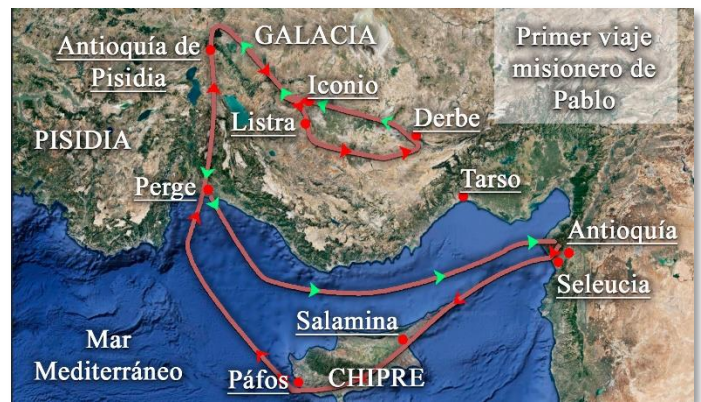 Antioquía de
Pisidia
GALACIA
Primer viaje
misionero de
Pablo
Iconio
Listra
Derbe
PISIDIA
Perge
Tarso
Antioquía
Seleucia
Salamina
Mar
Mediterráneo
Páfos
CHIPRE